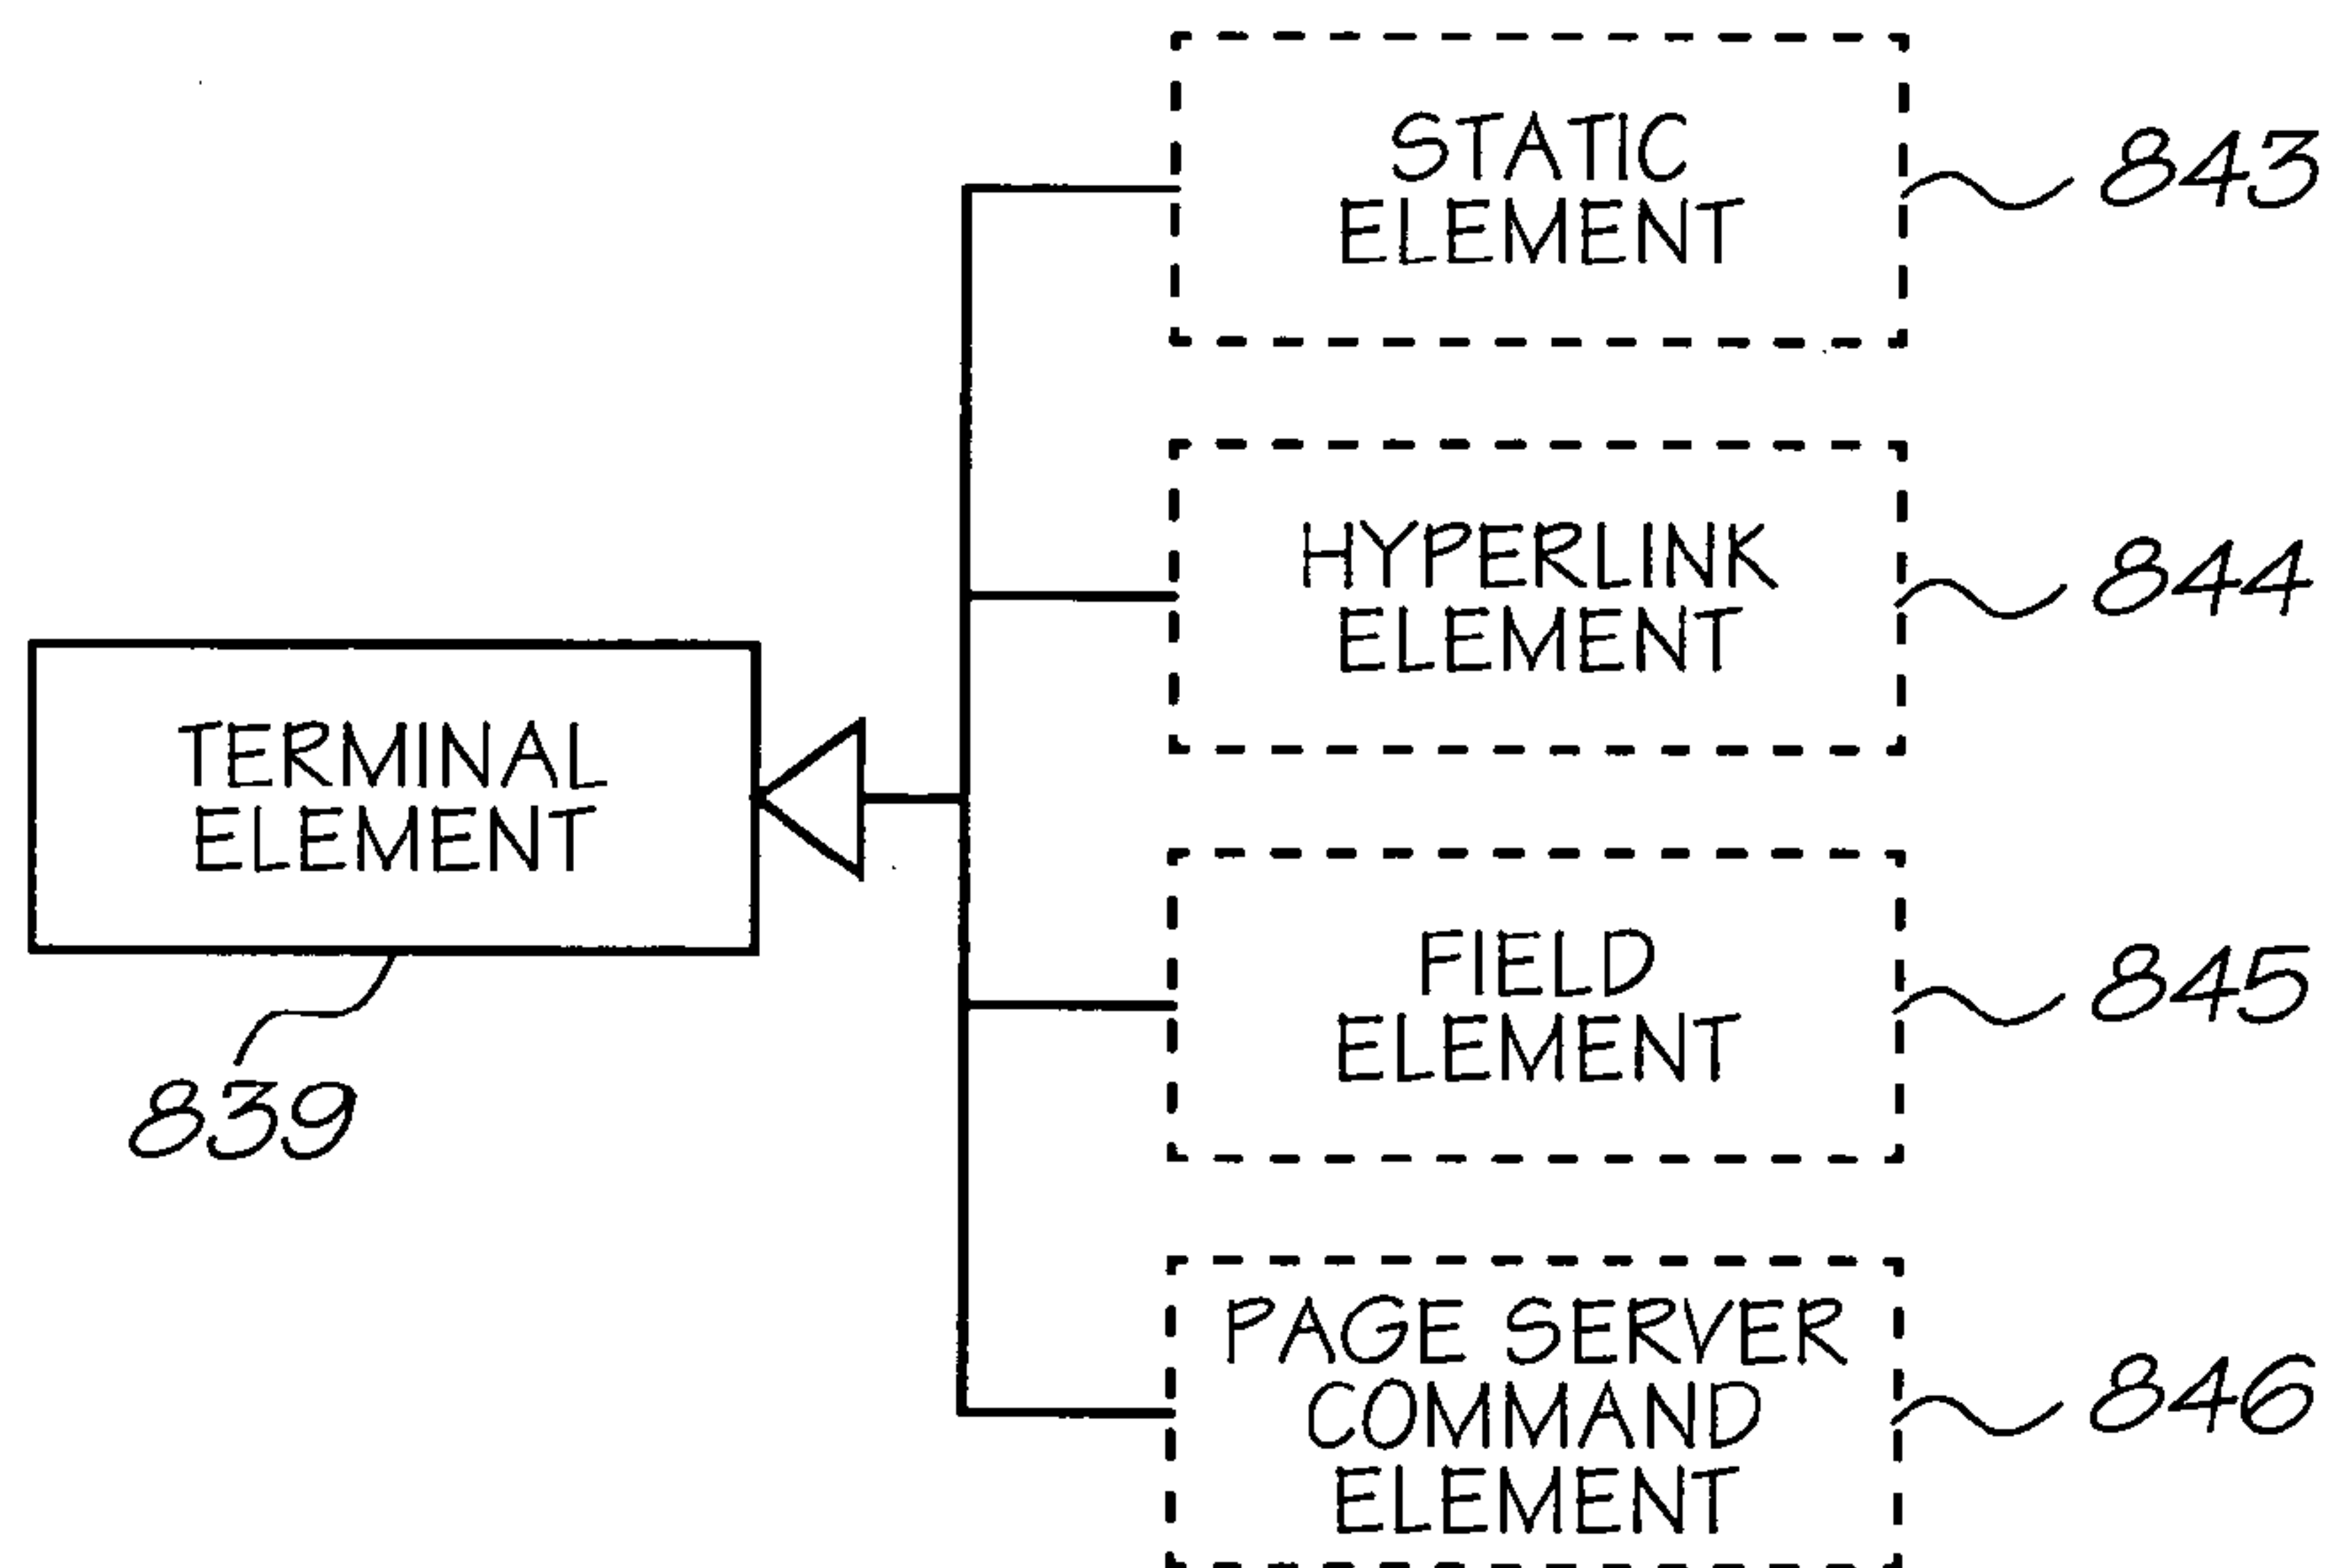 STATIC
ELEMENT
843
HYPERLINK
ELEMENT
844
TERMINAL
ELEMENT
839
FIELD
ELEMENT
845
PAGE SERVER
COMMAND
ELEMENT
846